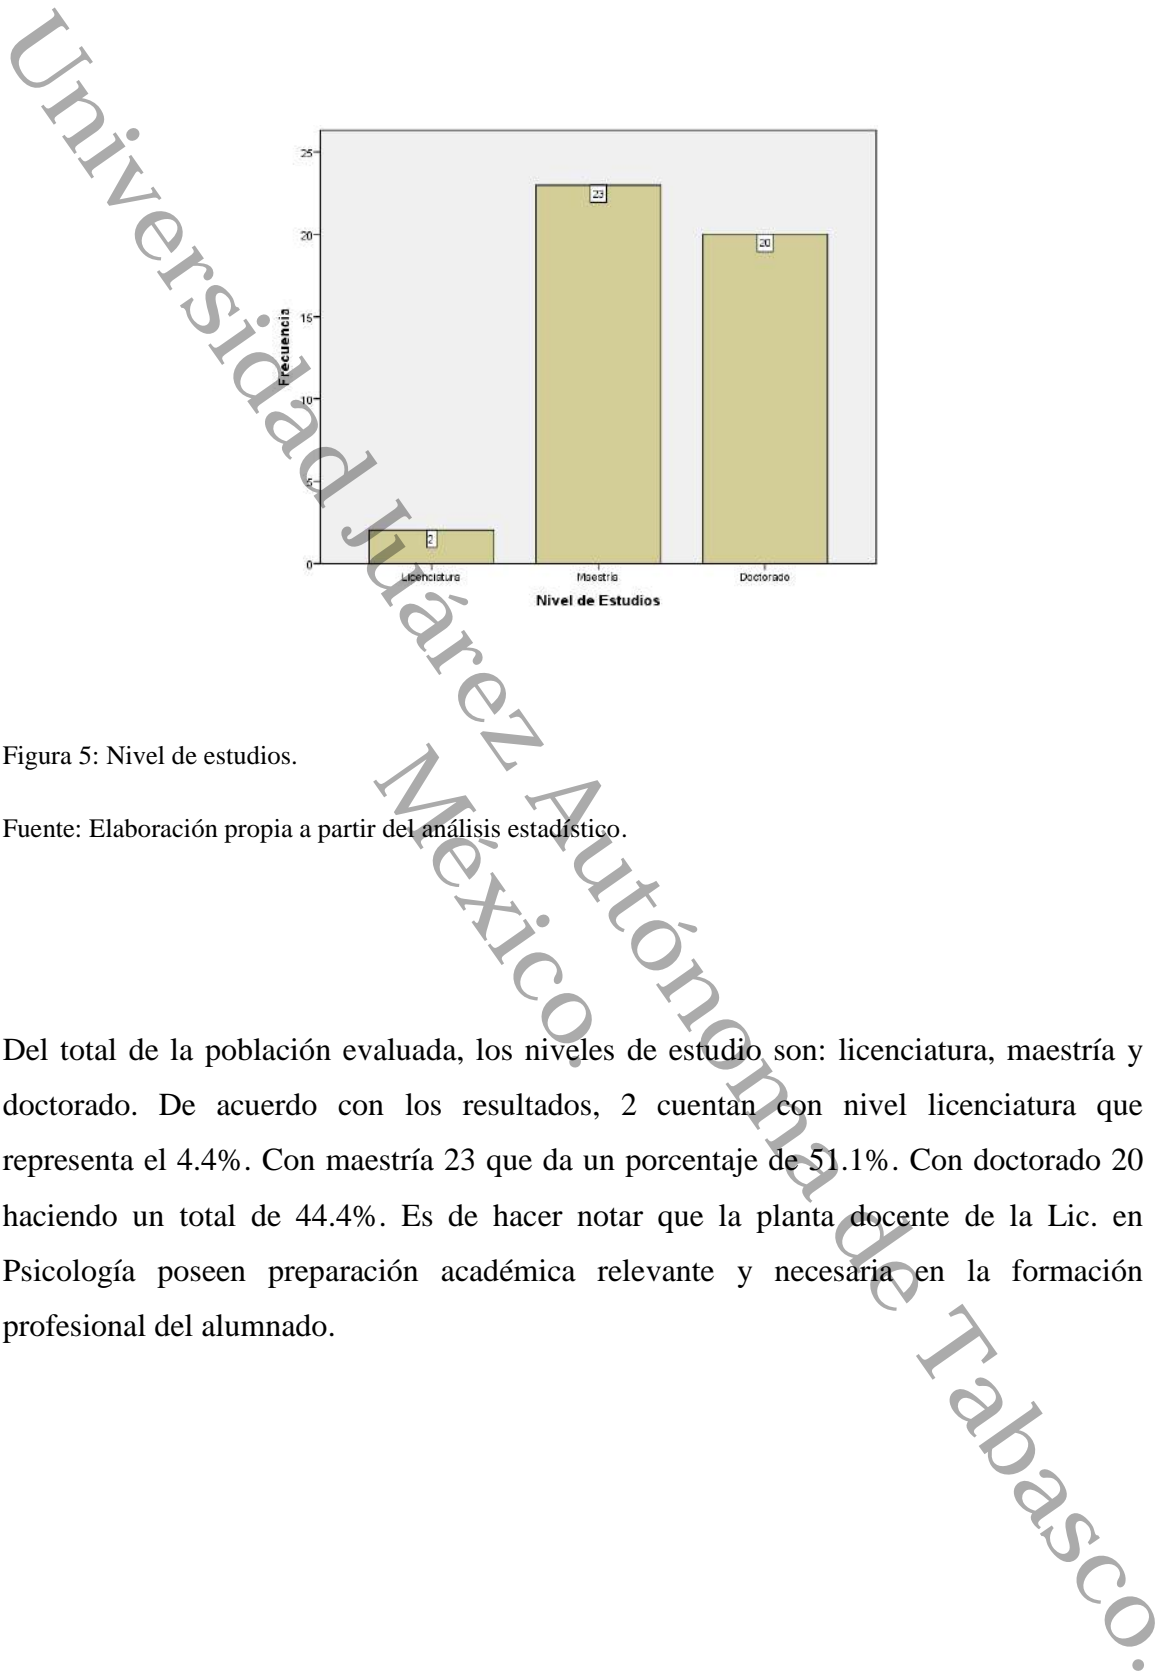 25
20
15
10
5
0
Frecuencia
23
20
2
Licenciatura
Maestría
Doctorado
Nivel de Estudios
Figura 5: Nivel de estudios.
Fuente: Elaboración propia a partir del análisis estadístico.
Del total de la población evaluada, los niveles de estudio son: licenciatura, maestría y
doctorado. De acuerdo con los resultados, 2 cuentan con nivel licenciatura que
representa el 4.4%. Con maestría 23 que da un porcentaje de 51.1%. Con doctorado 20
haciendo un total de 44.4%. Es de hacer notar que la planta docente de la Lic. en
Psicología poseen preparación académica relevante y necesaria en la formación
profesional del alumnado.
Universidad Juárez Autónoma de Tabasco.
México.